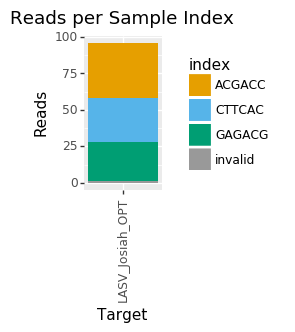 Reads per Sample Index
100
75
50
25
0
Reads
LASV_Josiah_OPT
Target
index
ACGACC
CTTCAC
GAGACG
invalid